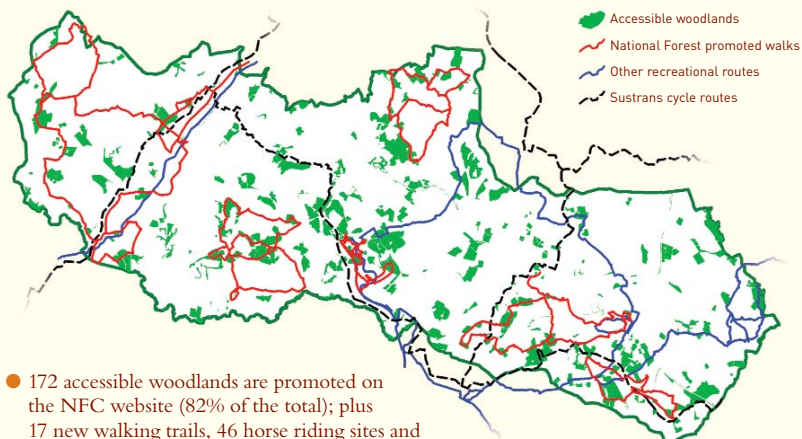 Accessible woodlands
National Forest promoted walks
Other recreational routes
Sustrans cycle routes
172 accessible woodlands are promoted on
the NFC website (82% of the total); plus
17 new walking trails, 46 horse riding sites and